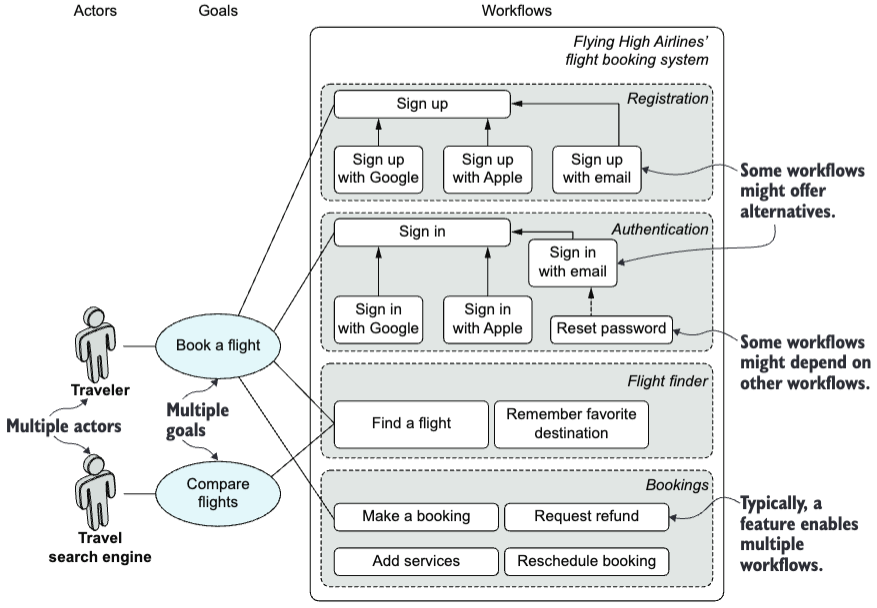 Actors
Goals
Workflows
Flying High Airlines’
flight booking system
Registration
Sign up
Sign up
with Google
Sign up
with Apple
Sign up
with email
Some workflows
might offer
alternatives.
Authentication
Sign in
Sign in
with email
Sign in
with Google
Sign in
with Apple
Reset password
Some workflows
might depend on
other workflows.
Traveler
Book a flight
Multiple actors
Multiple
goals
Flight finder
Find a flight
Remember favorite
destination
Travel
search engine
Compare
flights
Bookings
Make a booking
Request refund
Add services
Reschedule booking
Typically, a
feature enables
multiple
workflows.